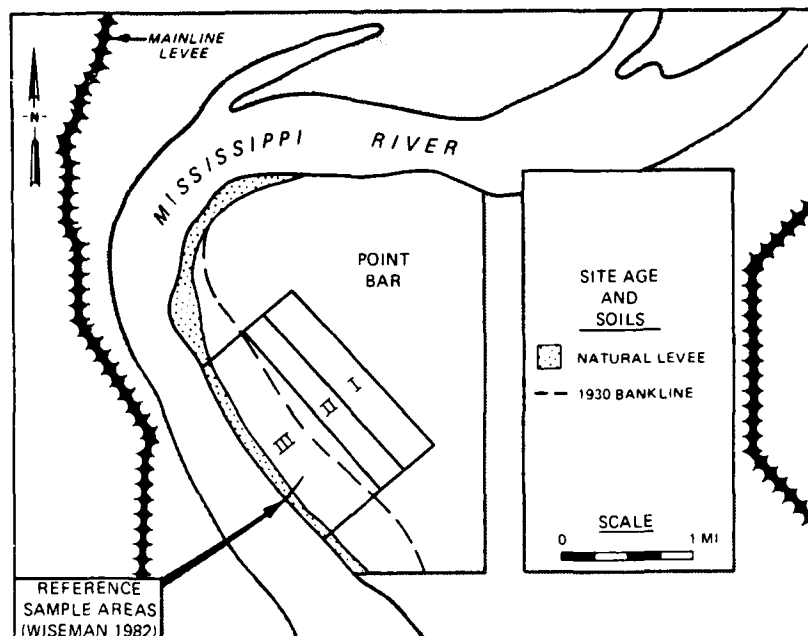 MAINLINE
LEVEE
-N-
MISSISSIPPI RIVER
POINT
BAR
I
II
III
SITE AGE
AND
SOILS
NATURAL LEVEE
1930 BANKLINE
SCALE
0 1 MI
REFERENCE
SAMPLE AREAS
(WISEMAN 1982)